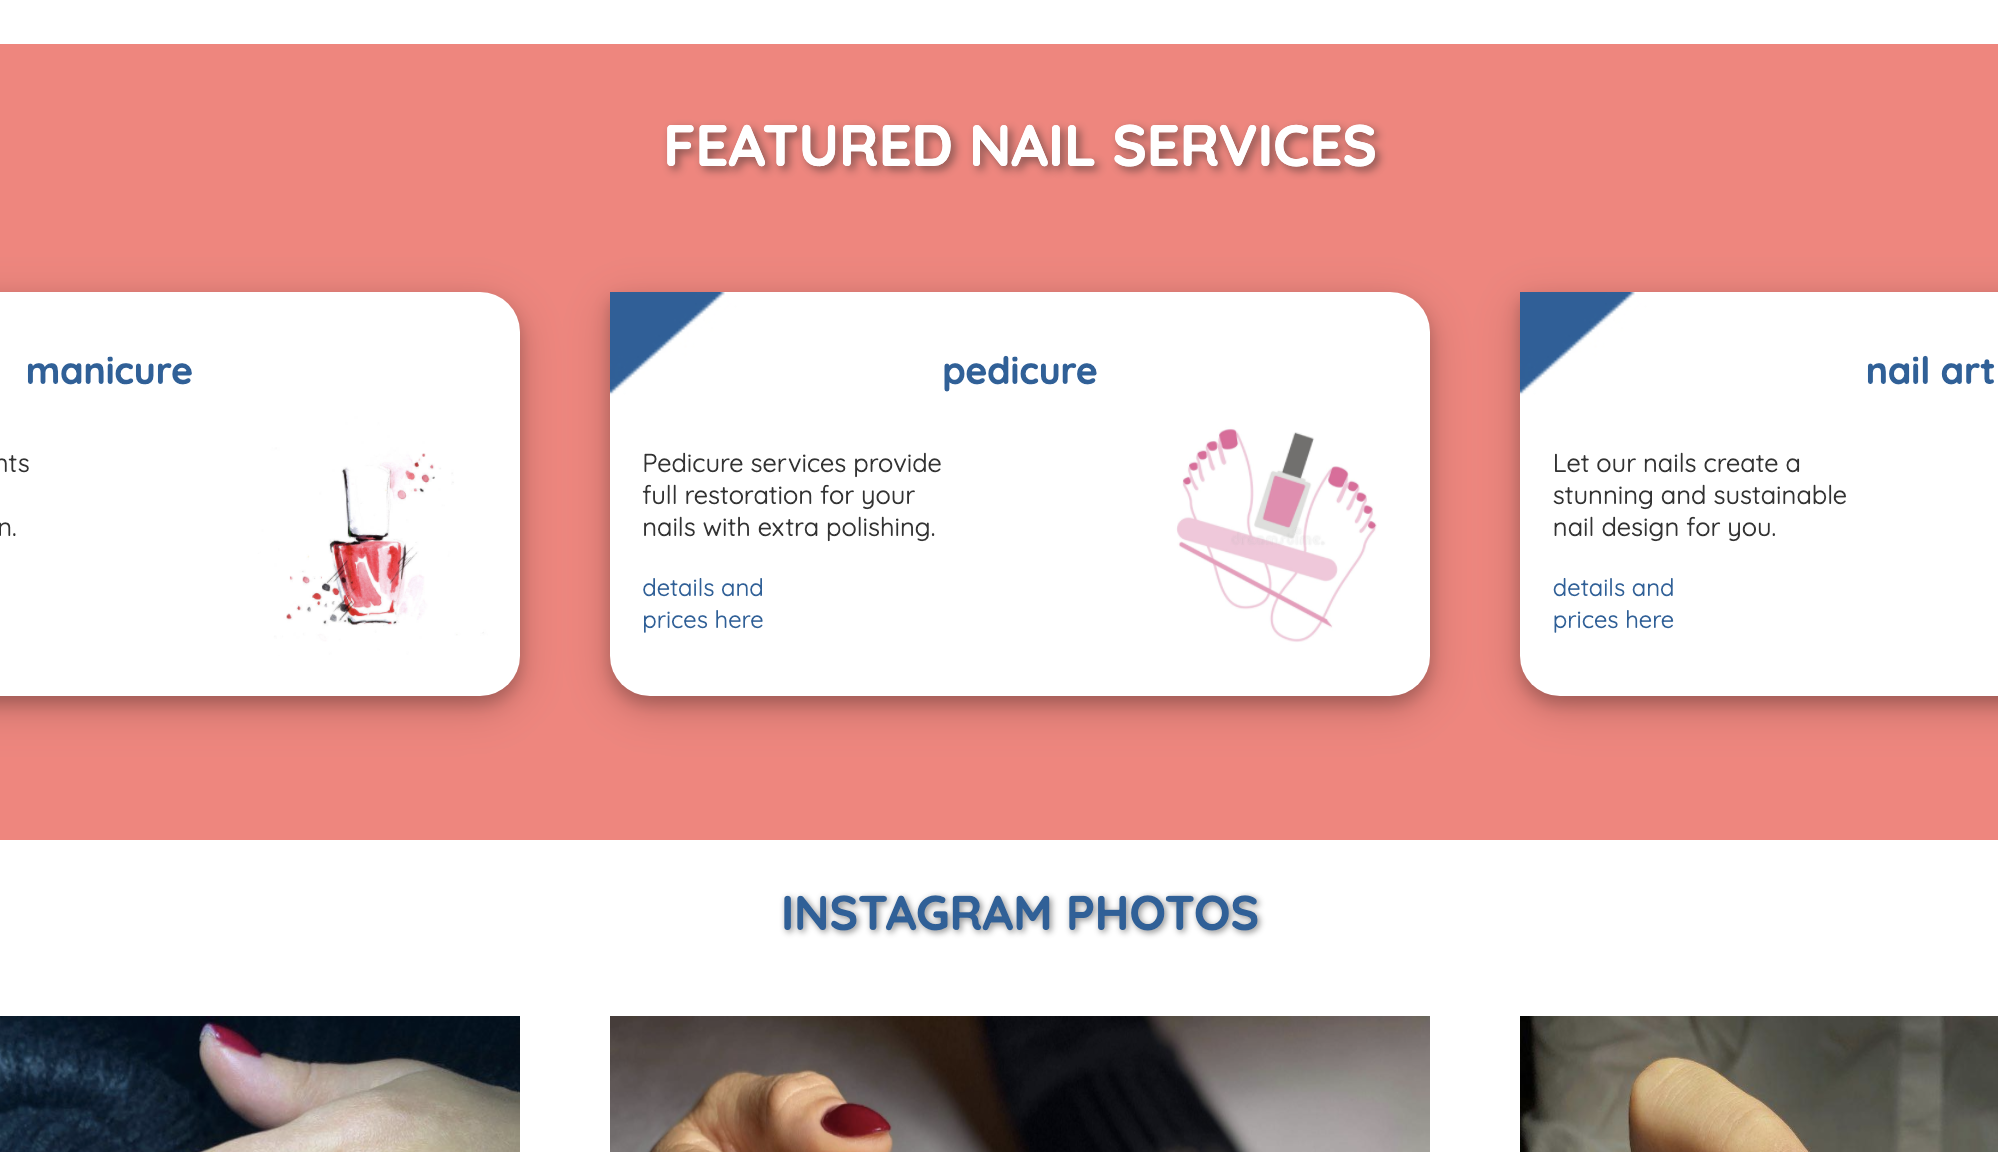 FEATURED NAIL SERVICES
manicure
nts
n.
pedicure
Pedicure services provide
full restoration for your
nails with extra polishing.
details and
prices here
nail art
Let our nails create a
stunning and sustainable
nail design for you.
details and
prices here
INSTAGRAM PHOTOS